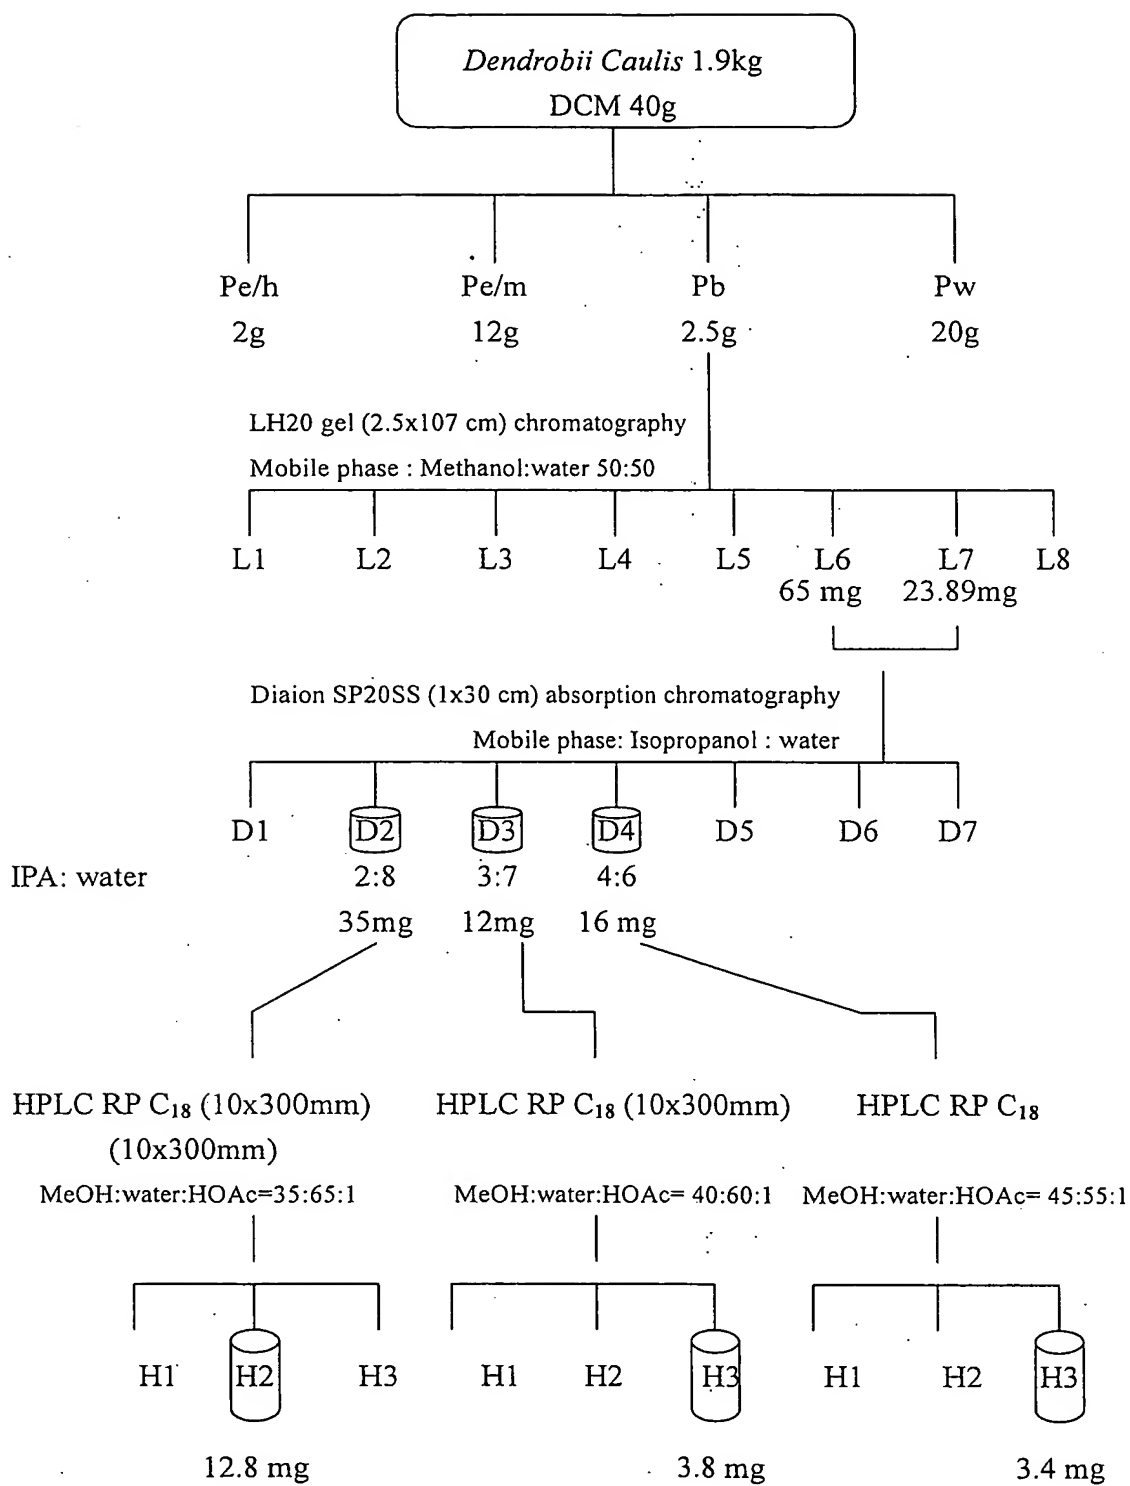 Dendrobii Caulis 1.9kg
DCM 40g
Pe/h Pe/m Pb Pw
2g 12g 2.5g 20g
LH20 gel (2.5x107 cm) chromatography
Mobile phase : Methanol:water 50:50
L1 L2 L3 L4 L5 L6 L7 L8
65 mg 23.89mg
Diaion SP20SS (1x30 cm) absorption chromatography
Mobile phase: Isopropanol : water
D1 D2 D3 D4 D5 D6 D7
IPA: water 2:8 3:7 4:6
35mg 12mg 16 mg
HPLC RP C₁₈ (10x300mm) HPLC RP C₁₈ (10x300mm) HPLC RP C₁₈
(10x300mm)
MeOH:water:HOAc=35:65:1 MeOH:water:HOAc= 40:60:1 MeOH:water:HOAc= 45:55:1
H1 H2 H3 H1 H2 H3 H1 H2 H3
12.8 mg 3.8 mg 3.4 mg